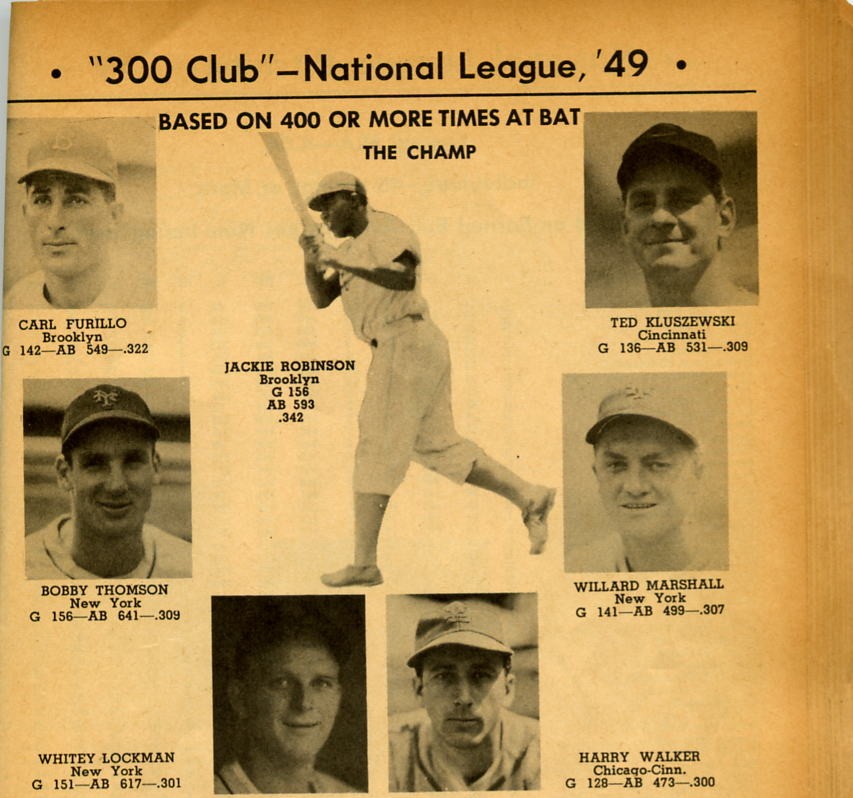 • "300 Club"—National League, '49 •
BASED ON 400 OR MORE TIMES AT BAT
THE CHAMP
CARL FURILLO
Brooklyn
G 142—AB 549—.322
TED KLUSZEWSKI
Cincinnati
G 136—AB 531—.309
JACKIE ROBINSON
Brooklyn
G 156
AB 593
.342
BOBBY THOMSON
New York
G 156—AB 641—.309
WILLARD MARSHALL
New York
G 141—AB 499—.307
WHITEY LOCKMAN
New York
G 151—AB 617—.301
HARRY WALKER
Chicago-Cinn.
G 128—AB 473—.300